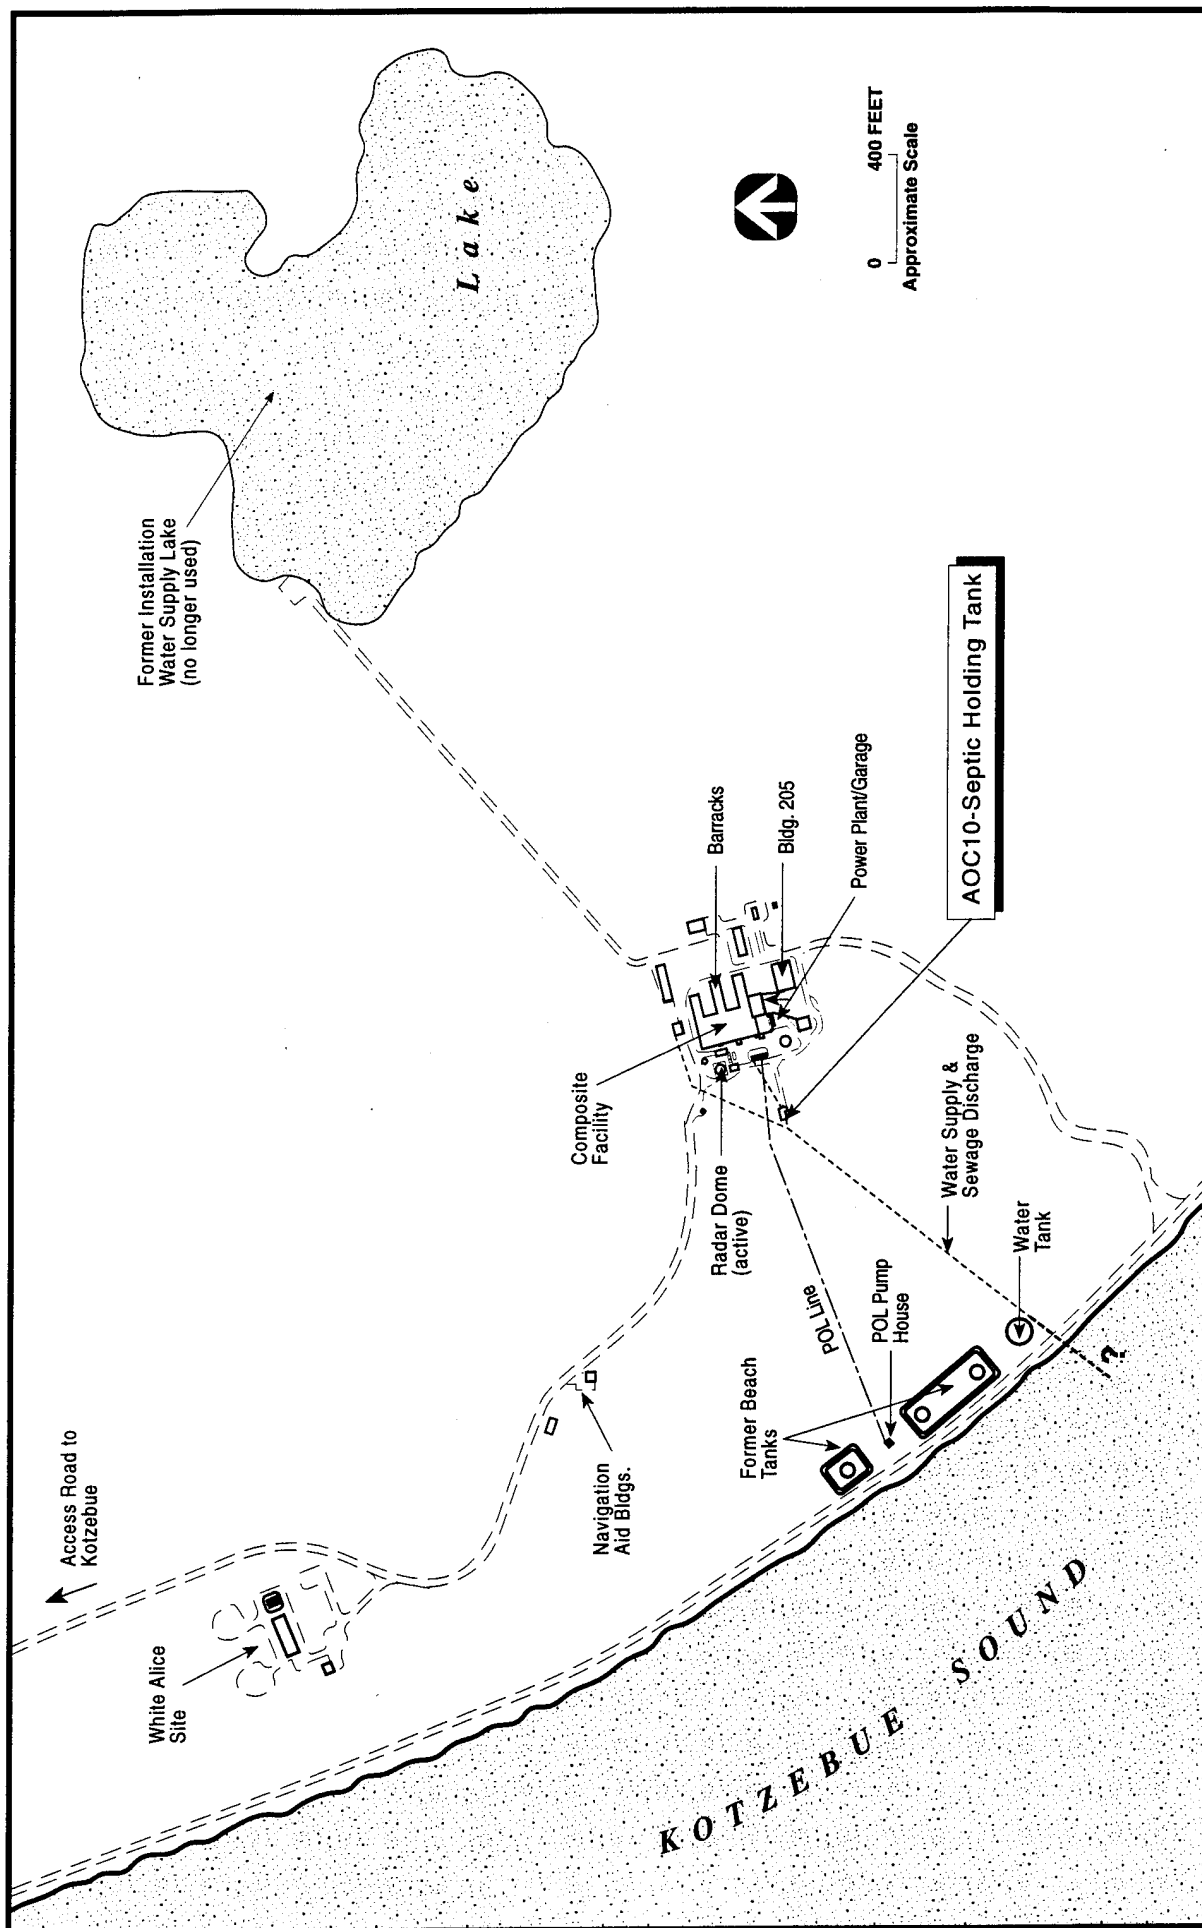 Access Road to
Kotzebue
White Alice
Site
Navigation
Aid Bldgs.
Former Installation
Water Supply Lake
(no longer used)
Lake
Composite
Facility
Barracks
Bldg. 205
Power Plant/Garage
Radar Dome
(active)
AOC10-Septic Holding Tank
POL Line
POL Pump
House
Former Beach
Tanks
Water Supply &
Sewage Discharge
Water
Tank
?
KOTZEBUE SOUND
0 400 FEET
Approximate Scale